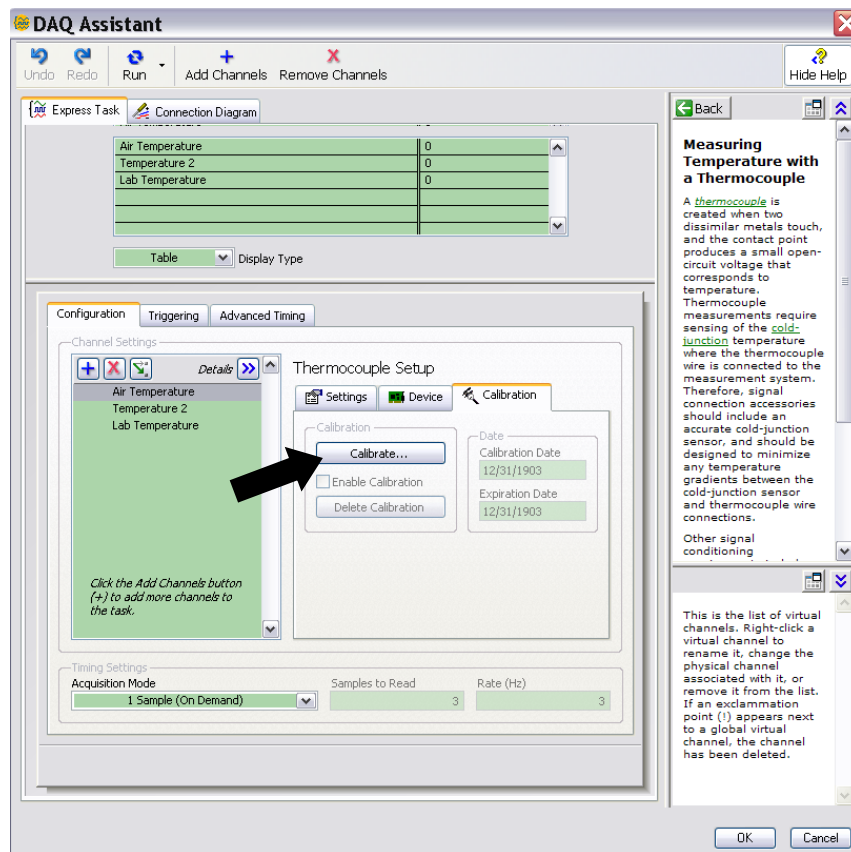 DAQ Assistant
Undo Redo Run Add Channels Remove Channels Hide Help
Express Task Connection Diagram
Air Temperature 0
Temperature 2 0
Lab Temperature 0
Table Display Type
Configuration Triggering Advanced Timing
Channel Settings
Details
Air Temperature
Temperature 2
Lab Temperature
Click the Add Channels button
(+) to add more channels to
the task.
Thermocouple Setup
Settings Device Calibration
Calibration
Calibrate...
Enable Calibration
Delete Calibration
Date
Calibration Date
12/31/1903
Expiration Date
12/31/1903
Timing Settings
Acquisition Mode Samples to Read Rate (Hz)
1 Sample (On Demand) 3 3
Back
Measuring
Temperature with
a Thermocouple
A thermocouple is
created when two
dissimilar metals touch,
and the contact point
produces a small open-
circuit voltage that
corresponds to
temperature.
Thermocouple
measurements require
sensing of the cold-
junction temperature
where the thermocouple
wire is connected to the
measurement system.
Therefore, signal
connection accessories
should include an
accurate cold-junction
sensor, and should be
designed to minimize
any temperature
gradients between the
cold-junction sensor
and thermocouple wire
connections.
Other signal
conditioning
This is the list of virtual
channels. Right-click a
virtual channel to
rename it, change the
physical channel
associated with it, or
remove it from the list.
If an exclammation
point (!) appears next
to a global virtual
channel, the channel
has been deleted.
OK Cancel